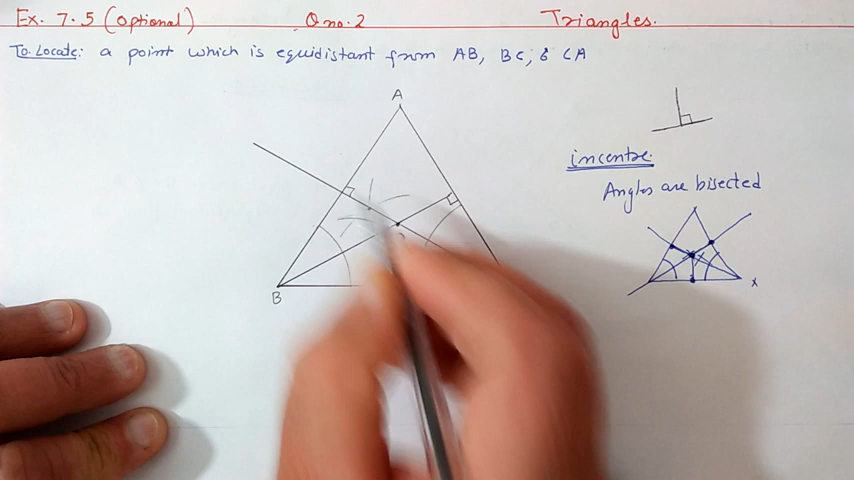 Ex. 7.5 (Optional) Q no. 2 Triangles.
To Locate: a point which is equidistant from AB, BC, & CA
A
incentre
Angles are bisected
B
x